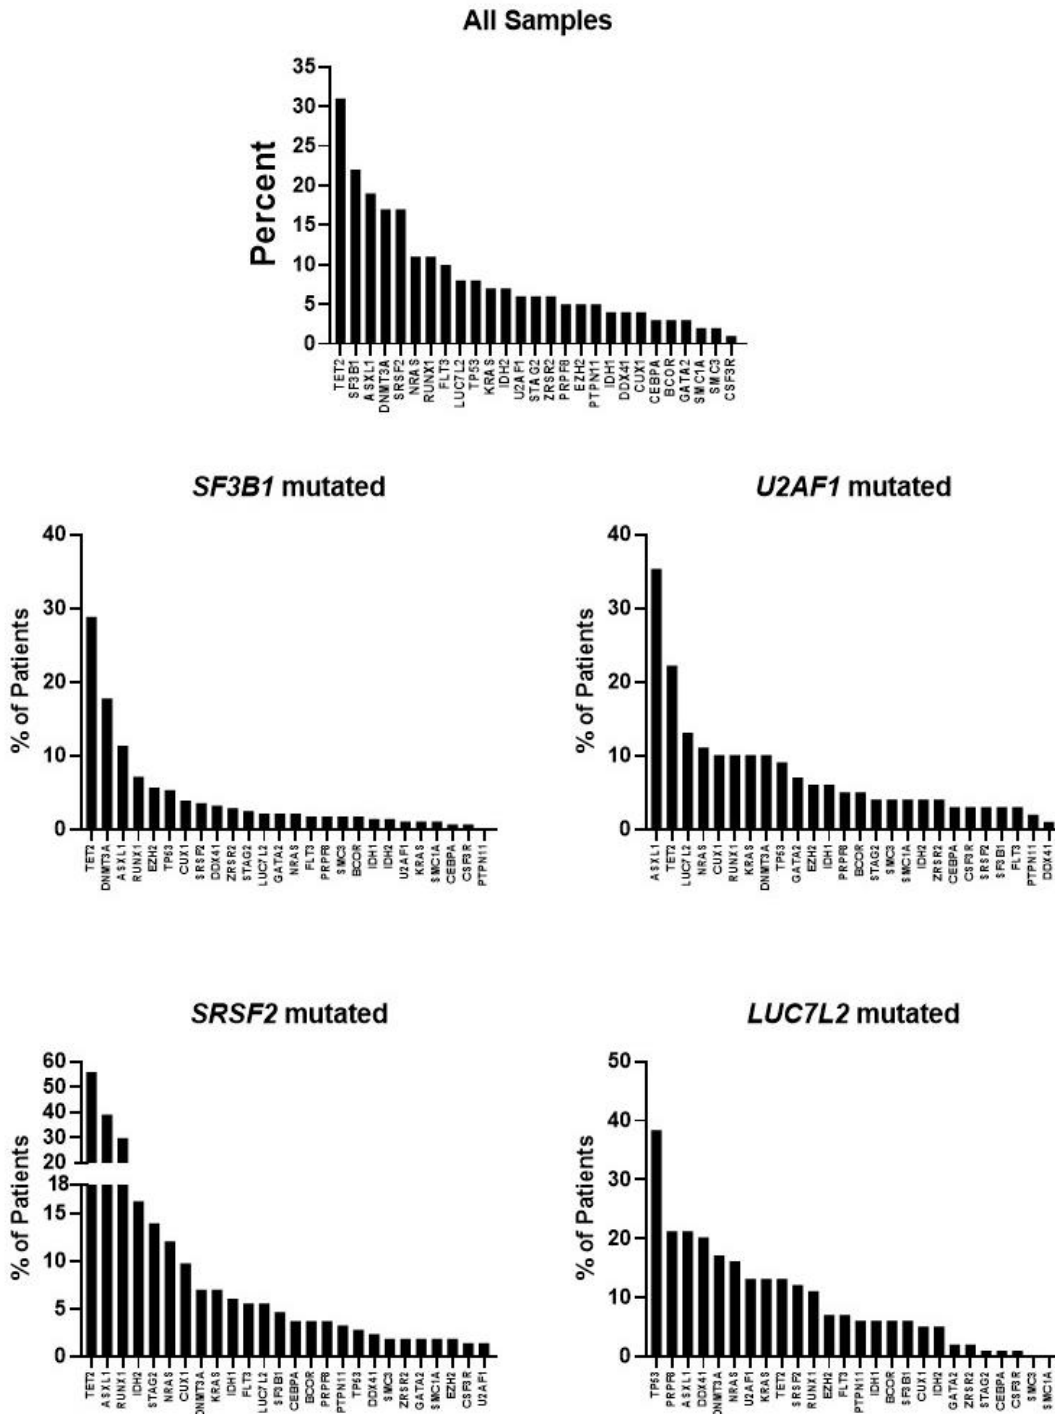 All Samples
Percent
35
30
25
20
15
10
5
0
TET2 SF3B1 ASXL1 DNMT3A SRSF2 NRAS RUNX1 FLT3 LUC7L2 TP53 KRAS IDH2 U2AF1 STAG2 ZRSR2 PRPF8 EZH2 PTPN11 IDH1 DDX41 CUX1 CEBPA BCOR GATA2 SMC1A SMC3 CSF3R
SF3B1 mutated
% of Patients
40
30
20
10
0
TET2 DNMT3A ASXL1 RUNX1 EZH2 TP53 CUX1 SRSF2 DDX41 ZRSR2 STAG2 LUC7L2 GATA2 NRAS FLT3 PRPF8 SMC3 BCOR IDH1 IDH2 U2AF1 KRAS SMC1A CEBPA CSF3R PTPN11
U2AF1 mutated
% of Patients
40
30
20
10
0
ASXL1 TET2 LUC7L2 NRAS CUX1 RUNX1 KRAS DNMT3A TP53 GATA2 EZH2 IDH1 PRPF8 BCOR STAG2 SMC3 SMC1A IDH2 ZRSR2 CEBPA CSF3R SRSF2 SF3B1 FLT3 PTPN11 DDX41
SRSF2 mutated
% of Patients
60
50
40
30
20
18
15
10
5
0
TET2 ASXL1 RUNX1 IDH2 STAG2 NRAS CUX1 DNMT3A KRAS IDH1 FLT3 LUC7L2 SF3B1 CEBPA BCOR PRPF8 PTPN11 TP53 DDX41 SMC3 ZRSR2 GATA2 SMC1A EZH2 CSF3R U2AF1
LUC7L2 mutated
% of Patients
50
40
30
20
10
0
TP53 PRPF8 ASXL1 DDX41 DNMT3A NRAS U2AF1 KRAS TET2 SRSF2 RUNX1 EZH2 FLT3 PTPN11 IDH1 BCOR SF3B1 CUX1 IDH2 GATA2 ZRSR2 STAG2 CEBPA CSF3R SMC3 SMC1A